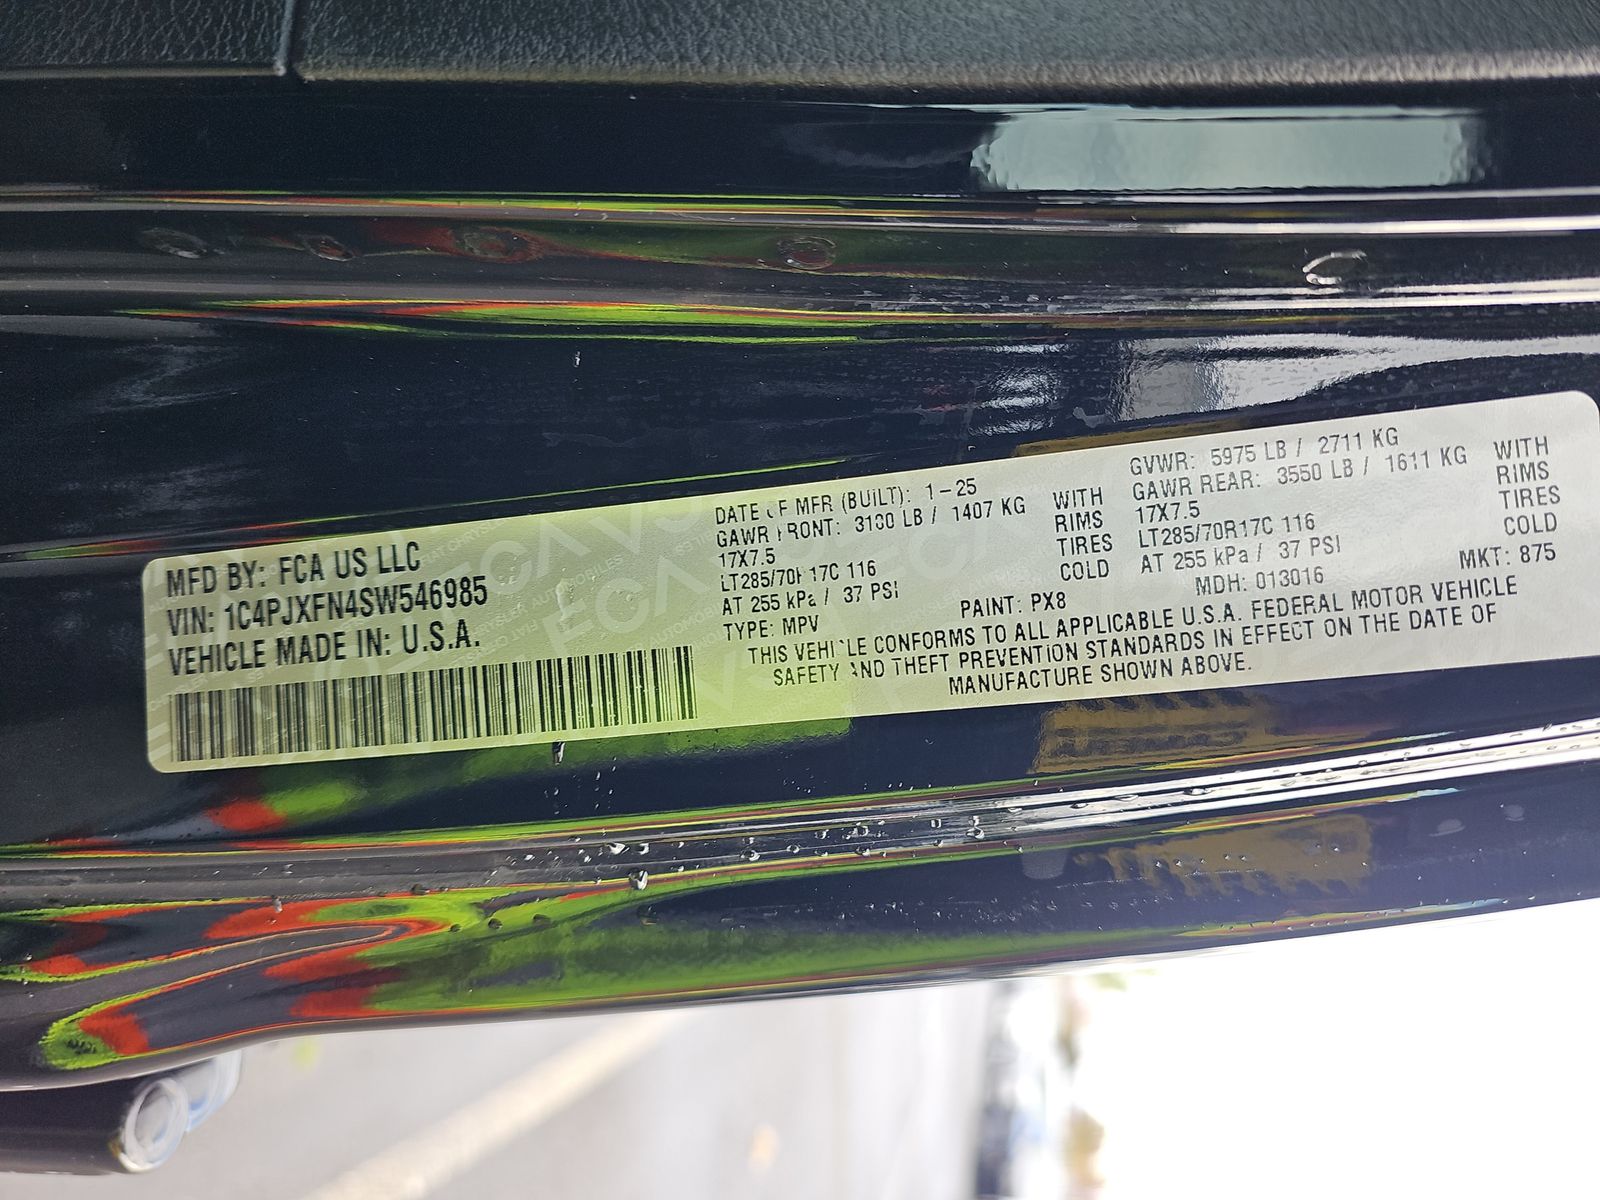 MFD BY: FCA US LLC
VIN: 1C4PJXFN4SW546985
VEHICLE MADE IN: U.S.A.
DATE OF MFR (BUILT): 1-25
GAWR FRONT: 3100 LB / 1407 KG WITH
17X7.5 RIMS
LT285/70R17C 116 TIRES
AT 255 kPa / 37 PSI COLD
TYPE: MPV
GVWR: 5975 LB / 2711 KG
GAWR REAR: 3550 LB / 1611 KG WITH
17X7.5 RIMS
LT285/70R17C 116 TIRES
AT 255 kPa / 37 PSI COLD
MDH: 013016 MKT: 875
PAINT: PX8
THIS VEHICLE CONFORMS TO ALL APPLICABLE U.S.A. FEDERAL MOTOR VEHICLE
SAFETY AND THEFT PREVENTION STANDARDS IN EFFECT ON THE DATE OF
MANUFACTURE SHOWN ABOVE.